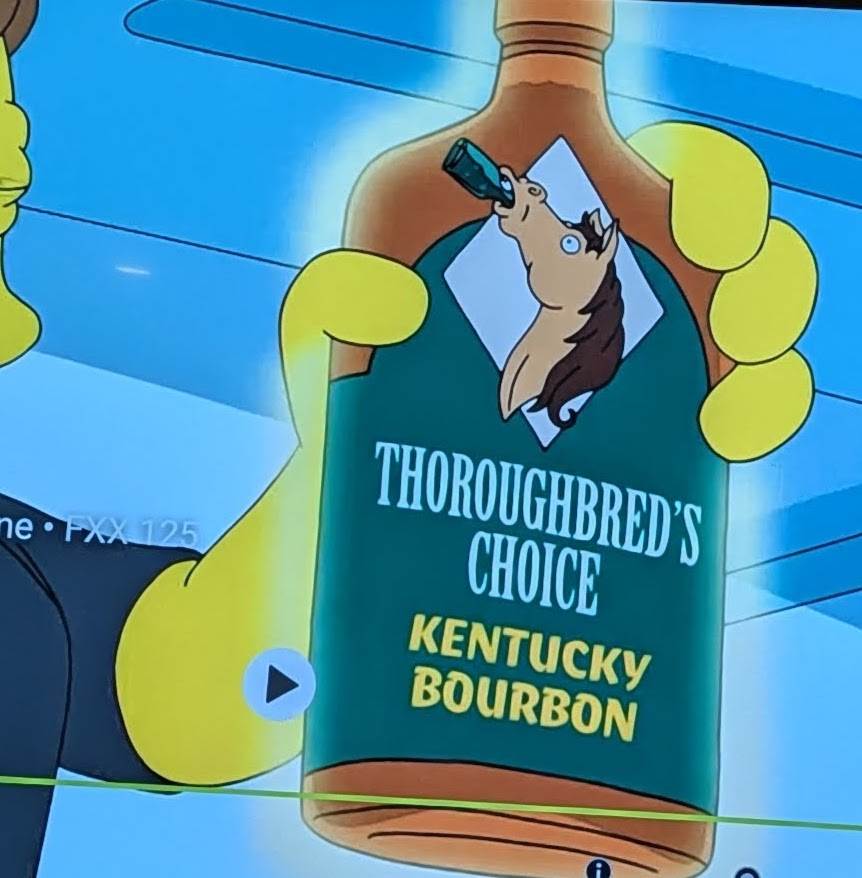 THOROUGHBRED'S
CHOICE
KENTUCKY
BOURBON
ne • FXX 125
i